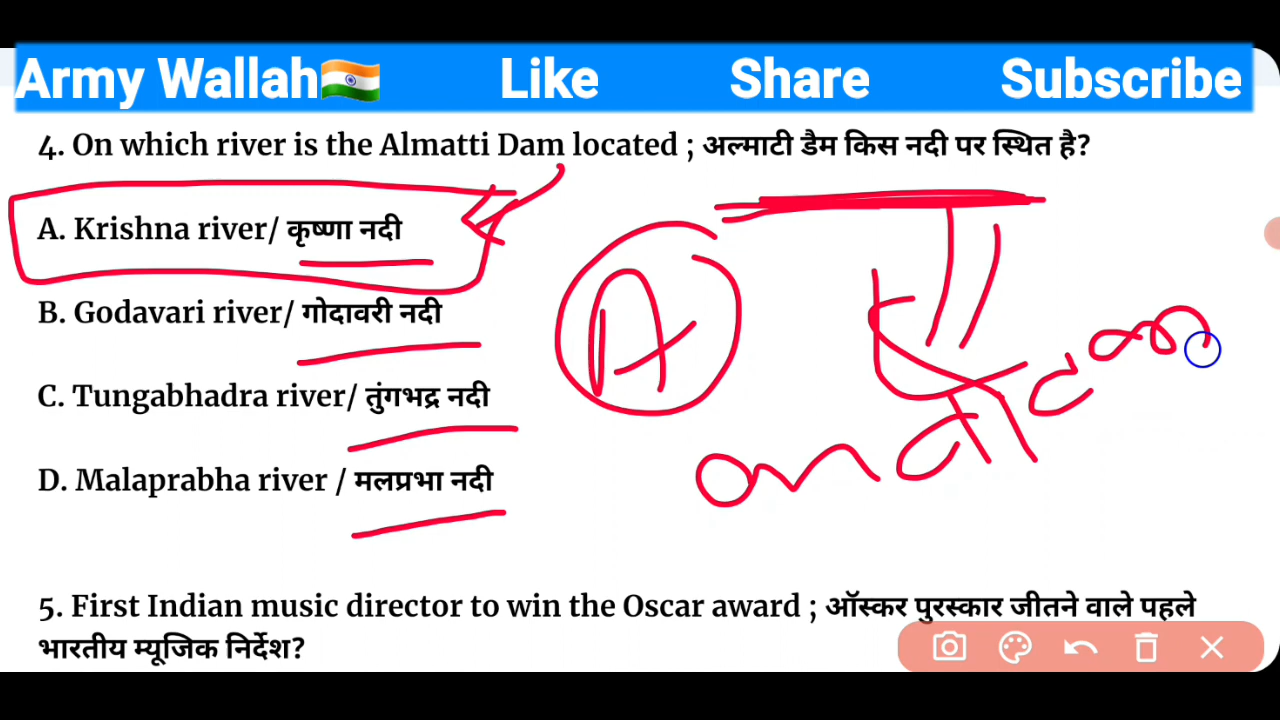 Army Wallah🇮🇳 Like Share Subscribe
4. On which river is the Almatti Dam located ; अल्माटी डैम किस नदी पर स्थित है?
A. Krishna river/ कृष्णा नदी
B. Godavari river/ गोदावरी नदी
A
C. Tungabhadra river/ तुंगभद्र नदी
D. Malaprabha river / मलप्रभा नदी
5. First Indian music director to win the Oscar award ; ऑस्कर पुरस्कार जीतने वाले पहले
भारतीय म्यूजिक निर्देश?